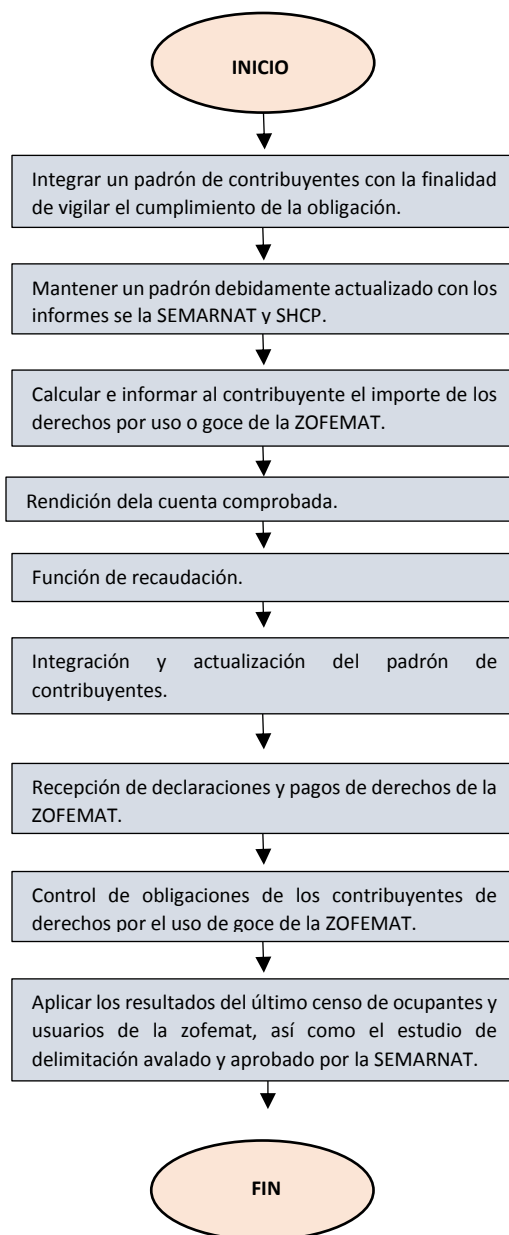 INICIO
Integrar un padrón de contribuyentes con la finalidad
de vigilar el cumplimiento de la obligación.
Mantener un padrón debidamente actualizado con los
informes se la SEMARNAT y SHCP.
Calcular e informar al contribuyente el importe de los
derechos por uso o goce de la ZOFEMAT.
Rendición dela cuenta comprobada.
Función de recaudación.
Integración y actualización del padrón de
contribuyentes.
Recepción de declaraciones y pagos de derechos de la
ZOFEMAT.
Control de obligaciones de los contribuyentes de
derechos por el uso de goce de la ZOFEMAT.
Aplicar los resultados del último censo de ocupantes y
usuarios de la zofemat, así como el estudio de
delimitación avalado y aprobado por la SEMARNAT.
FIN